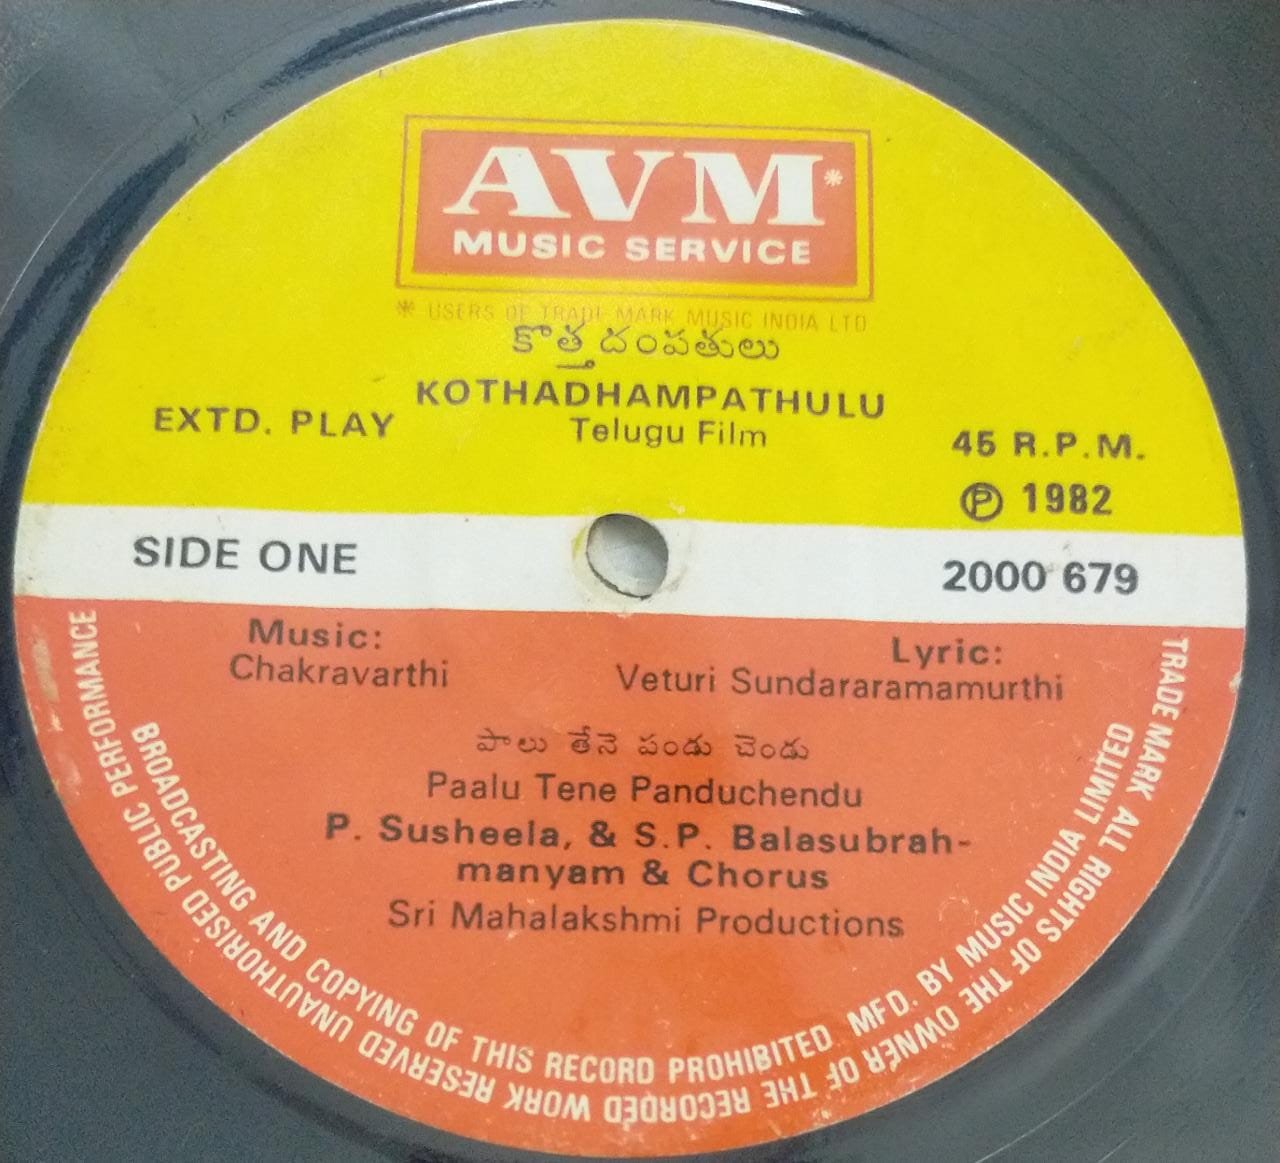 AVM*
MUSIC SERVICE
* USERS OF TRADE MARK MUSIC INDIA LTD
కొత్త దంపతులు
KOTHADHAMPATHULU
Telugu Film
EXTD. PLAY
45 R.P.M.
Ⓟ 1982
SIDE ONE
2000 679
Music:
Chakravarthi
Lyric:
Veturi Sundararamamurthi
పాలు తేనె పండు చెండు
Paalu Tene Panduchendu
P. Susheela, & S.P. Balasubrah-
manyam & Chorus
Sri Mahalakshmi Productions
TRADE MARK ALL RIGHTS OF THE OWNER OF THE RECORDED WORK RESERVED UNAUTHORISED PUBLIC PERFORMANCE
BROADCASTING AND COPYING OF THIS RECORD PROHIBITED MFD. BY MUSIC INDIA LIMITED